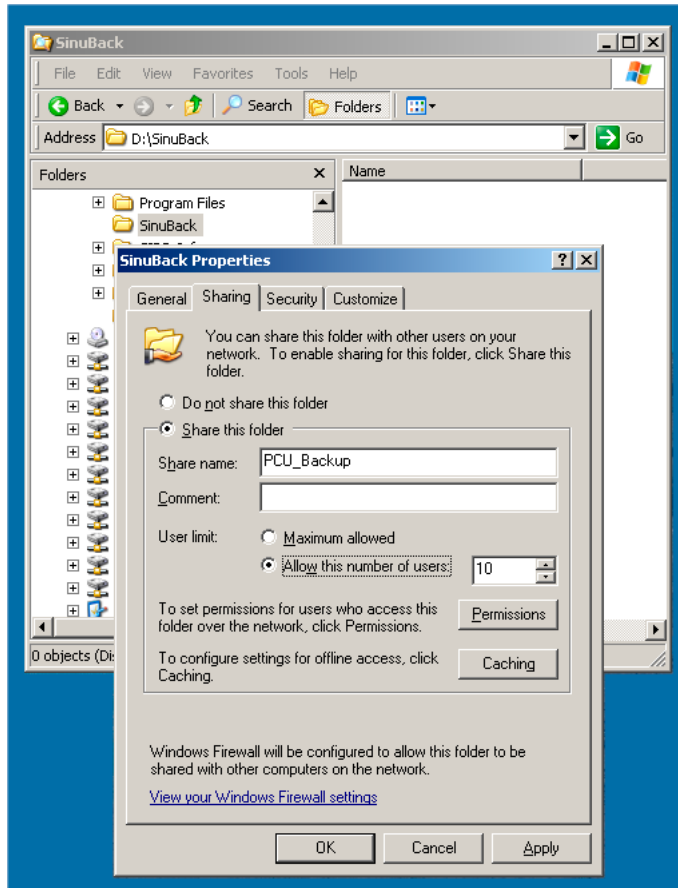 SinuBack
File Edit View Favorites Tools Help
Back Search Folders
Address D:\SinuBack Go
Folders x Name
Program Files
SinuBack
SinuBack Properties
General Sharing Security Customize
You can share this folder with other users on your
network. To enable sharing for this folder, click Share this
folder.
Do not share this folder
Share this folder
Share name: PCU_Backup
Comment:
User limit: Maximum allowed
Allow this number of users: 10
To set permissions for users who access this
folder over the network, click Permissions.
Permissions
To configure settings for offline access, click
Caching.
Caching
0 objects (Di
Windows Firewall will be configured to allow this folder to be
shared with other computers on the network.
View your Windows Firewall settings
OK Cancel Apply